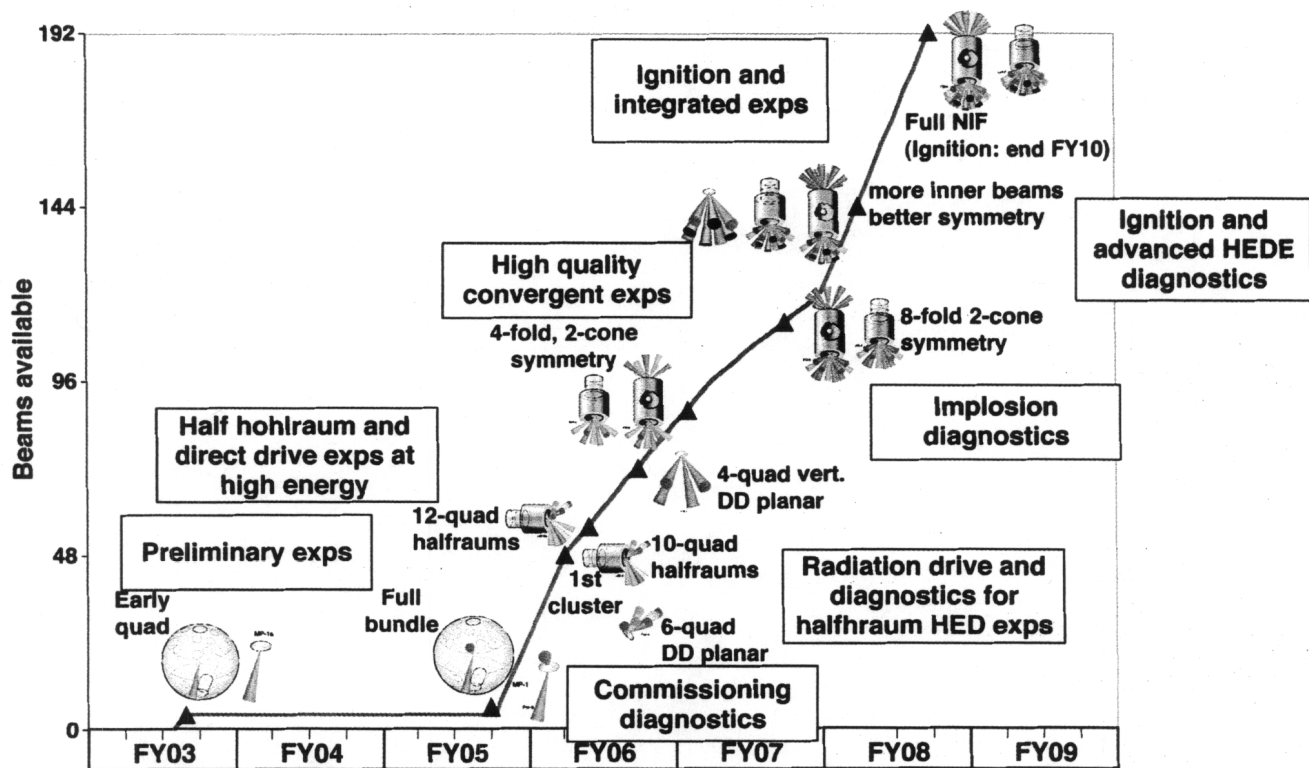 192
144
96
48
0
Beams available
Ignition and
integrated exps
Full NIF
(Ignition: end FY10)
more inner beams
better symmetry
Ignition and
advanced HEDE
diagnostics
High quality
convergent exps
4-fold, 2-cone
symmetry
8-fold 2-cone
symmetry
Implosion
diagnostics
Half hohlraum and
direct drive exps at
high energy
4-quad vert.
DD planar
12-quad
halfraums
Preliminary exps
10-quad
halfraums
1st
cluster
Radiation drive and
diagnostics for
halfhraum HED exps
Early
quad
MP-1a
Full
bundle
MP-1
6-quad
DD planar
Commissioning
diagnostics
FY03
FY04
FY05
FY06
FY07
FY08
FY09